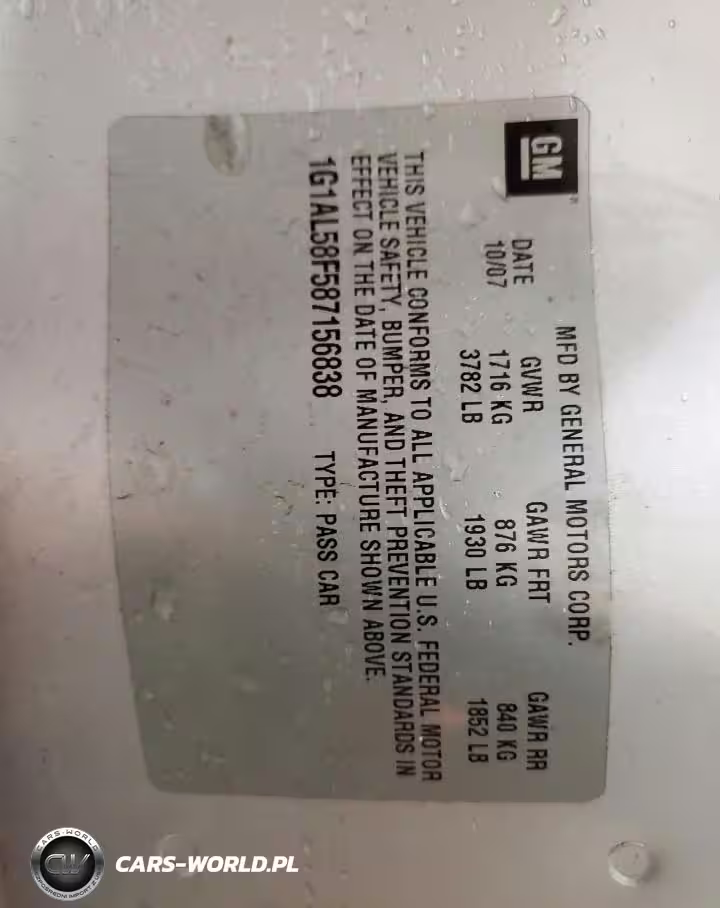 GM
MFD BY GENERAL MOTORS CORP.
DATE GVWR GAWR FRT GAWR RR
10/07 1716 KG 876 KG 840 KG
3782 LB 1930 LB 1852 LB
THIS VEHICLE CONFORMS TO ALL APPLICABLE U.S. FEDERAL MOTOR
VEHICLE SAFETY, BUMPER, AND THEFT PREVENTION STANDARDS IN
EFFECT ON THE DATE OF MANUFACTURE SHOWN ABOVE.
1G1AL58F587156838 TYPE: PASS CAR
CARS-WORLD
CW
CARS-WORLD.PL